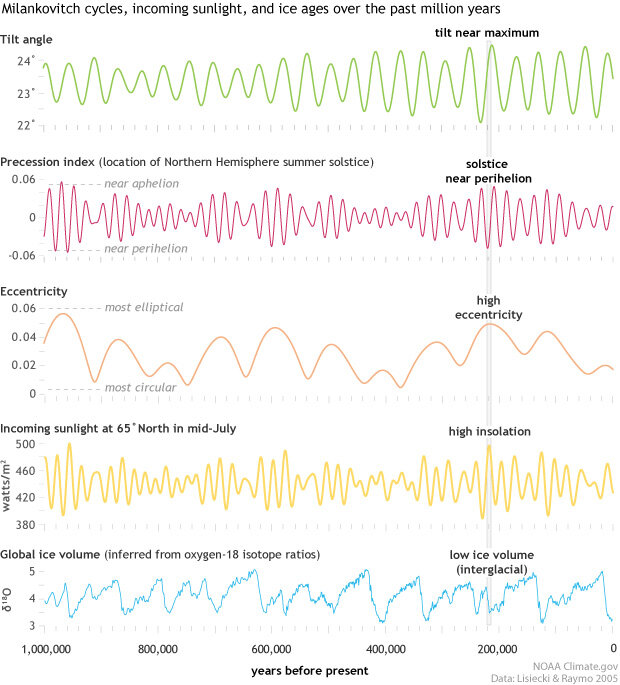 Milankovitch cycles, incoming sunlight, and ice ages over the past million years
tilt near maximum
Tilt angle
24°
23°
22°
Precession index (location of Northern Hemisphere summer solstice)
solstice
near perihelion
0.06
near aphelion
0
-0.06
near perihelion
Eccentricity
0.06
most elliptical
high
eccentricity
0.04
0.02
0
most circular
Incoming sunlight at 65°North in mid-July
high insolation
500
460
420
380
watts/m²
Global ice volume (inferred from oxygen-18 isotope ratios)
low ice volume
(interglacial)
5
4
3
δ¹⁸O
1,000,000 800,000 600,000 400,000 200,000 0
years before present
NOAA Climate.gov
Data: Lisiecki & Raymo 2005